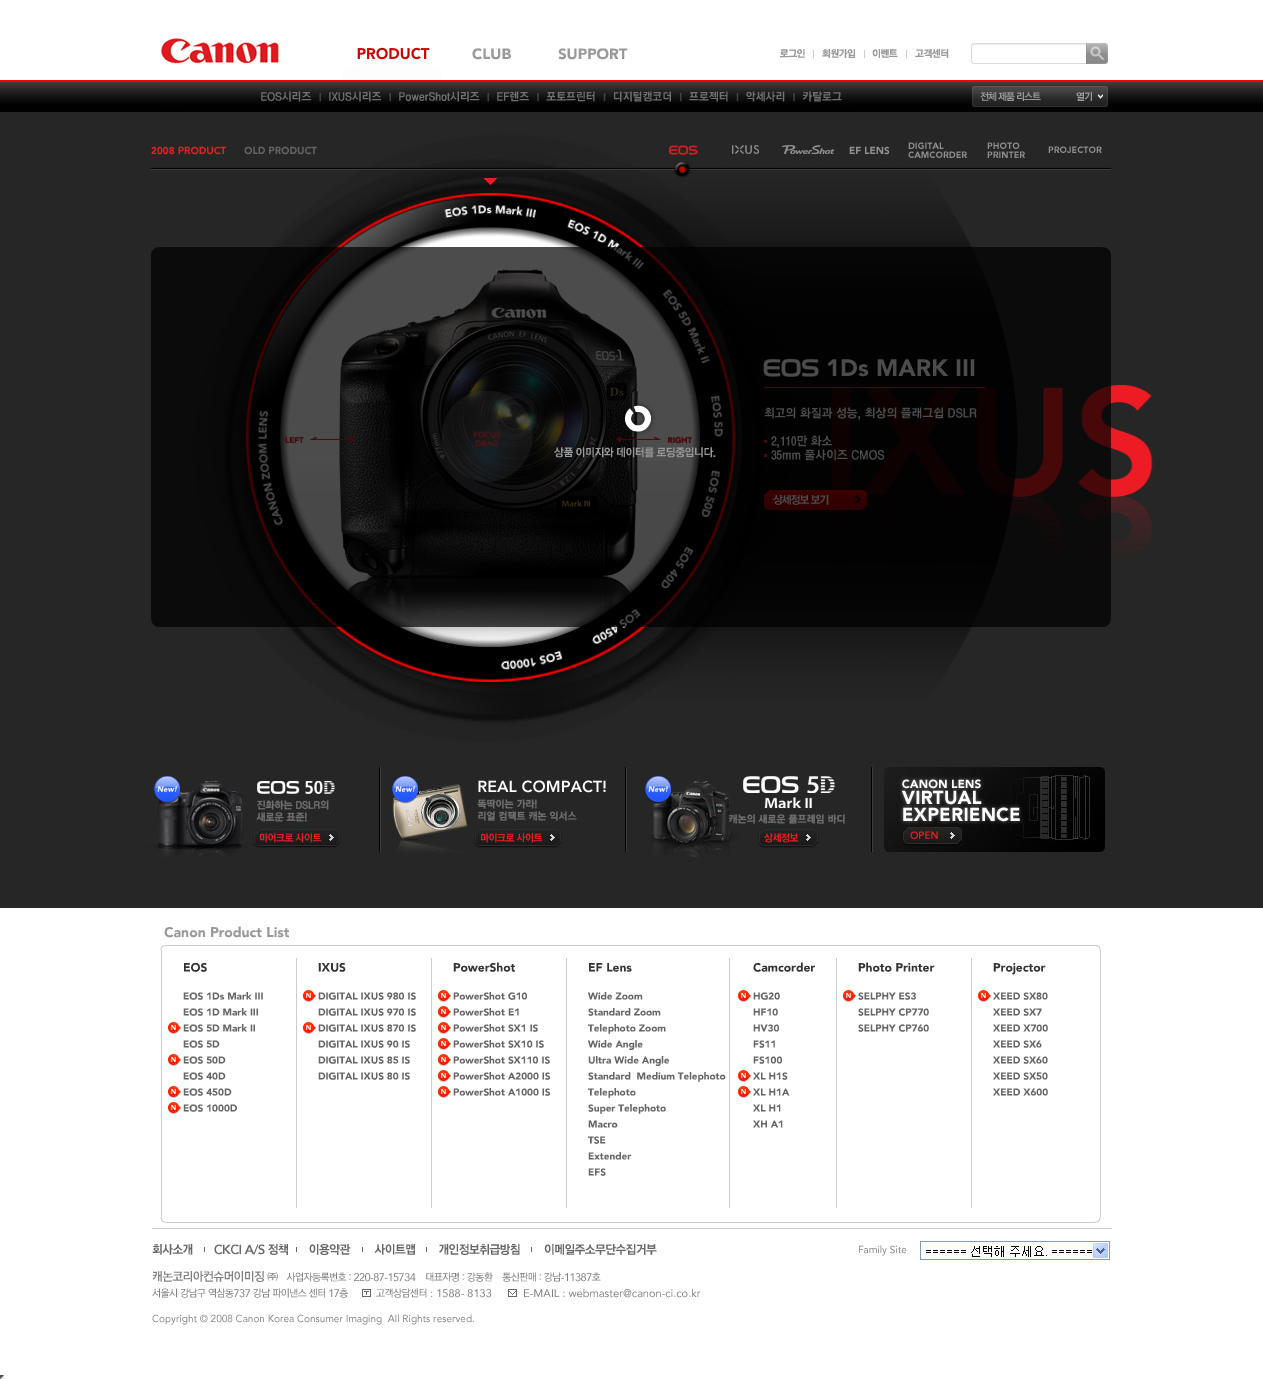 Canon
PRODUCT CLUB SUPPORT
로그인 회원가입 이벤트 고객센터
EOS시리즈 IXUS시리즈 PowerShot시리즈 EF렌즈 포토프린터 디지털캠코더 프로젝터 악세사리 카탈로그
전체 제품 리스트 열기
2008 PRODUCT OLD PRODUCT
EOS IXUS PowerShot EF LENS DIGITAL CAMCORDER PHOTO PRINTER PROJECTOR
EOS 1Ds Mark III
EOS 1D Mark III
EOS 5D Mark II
EOS 5D
EOS 50D
EOS 40D
EOS 450D
EOS 1000D
CANON ZOOM LENS
Canon
CANON EF LENS
EOS-1
Ds
Mark III
LEFT
FOCUS
DRAG
RIGHT
상품 이미지와 데이터를 로딩중입니다.
IXUS
EOS 1Ds MARK III
최고의 화질과 성능, 최상의 플래그쉽 DSLR
2,110만 화소
35mm 풀사이즈 CMOS
상세정보 보기
New!
EOS 50D
진화하는 DSLR의
새로운 표준!
마이크로 사이트
New!
REAL COMPACT!
똑딱이는 가라!
리얼 컴팩트 캐논 익서스
마이크로 사이트
New!
EOS 5D
Mark II
캐논의 새로운 풀프레임 바디
상세정보
CANON LENS
VIRTUAL
EXPERIENCE
OPEN
Canon Product List
EOS
EOS 1Ds Mark III
EOS 1D Mark III
N EOS 5D Mark II
EOS 5D
N EOS 50D
EOS 40D
N EOS 450D
N EOS 1000D
IXUS
N DIGITAL IXUS 980 IS
DIGITAL IXUS 970 IS
N DIGITAL IXUS 870 IS
DIGITAL IXUS 90 IS
DIGITAL IXUS 85 IS
DIGITAL IXUS 80 IS
PowerShot
N PowerShot G10
N PowerShot E1
N PowerShot SX1 IS
N PowerShot SX10 IS
N PowerShot SX110 IS
N PowerShot A2000 IS
N PowerShot A1000 IS
EF Lens
Wide Zoom
Standard Zoom
Telephoto Zoom
Wide Angle
Ultra Wide Angle
Standard Medium Telephoto
Telephoto
Super Telephoto
Macro
TSE
Extender
EFS
Camcorder
N HG20
HF10
HV30
FS11
FS100
N XL H1S
N XL H1A
XL H1
XH A1
Photo Printer
N SELPHY ES3
SELPHY CP770
SELPHY CP760
Projector
N XEED SX80
XEED SX7
XEED X700
XEED SX6
XEED SX60
XEED SX50
XEED X600
회사소개 CKCI A/S 정책 이용약관 사이트맵 개인정보취급방침 이메일주소무단수집거부
Family Site ====== 선택해 주세요. ======
캐논코리아컨슈머이미징 ㈜ 사업자등록번호 : 220-87-15734 대표자명 : 강동환 통신판매 : 강남-11387호
서울시 강남구 역삼동737 강남 파이낸스 센터 17층 고객상담센터 : 1588- 8133 E-MAIL : webmaster@canon-ci.co.kr
Copyright © 2008 Canon Korea Consumer Imaging All Rights reserved.